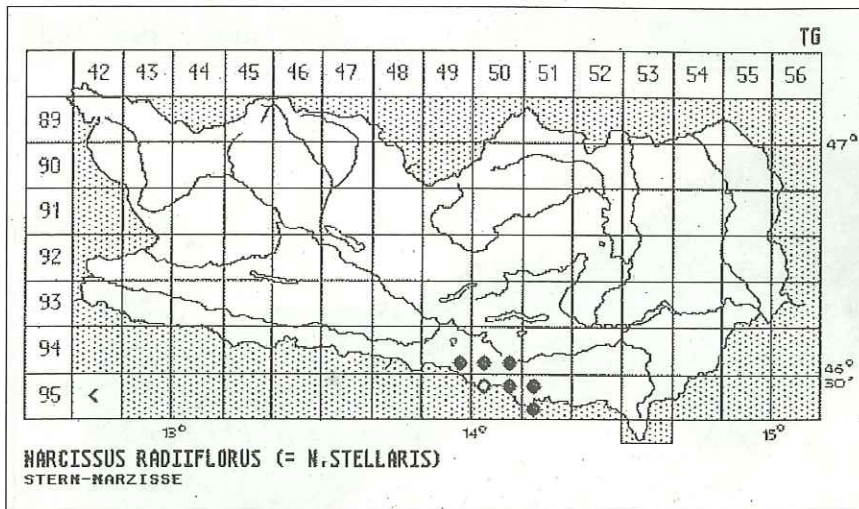 TG
42 43 44 45 46 47 48 49 50 51 52 53 54 55 56
89
47°
90
91
92
93
94
46°
30'
95 <
13° 14° 15°
NARCISSUS RADIIFLORUS (= N.STELLARIS)
STERN-NARZISSE